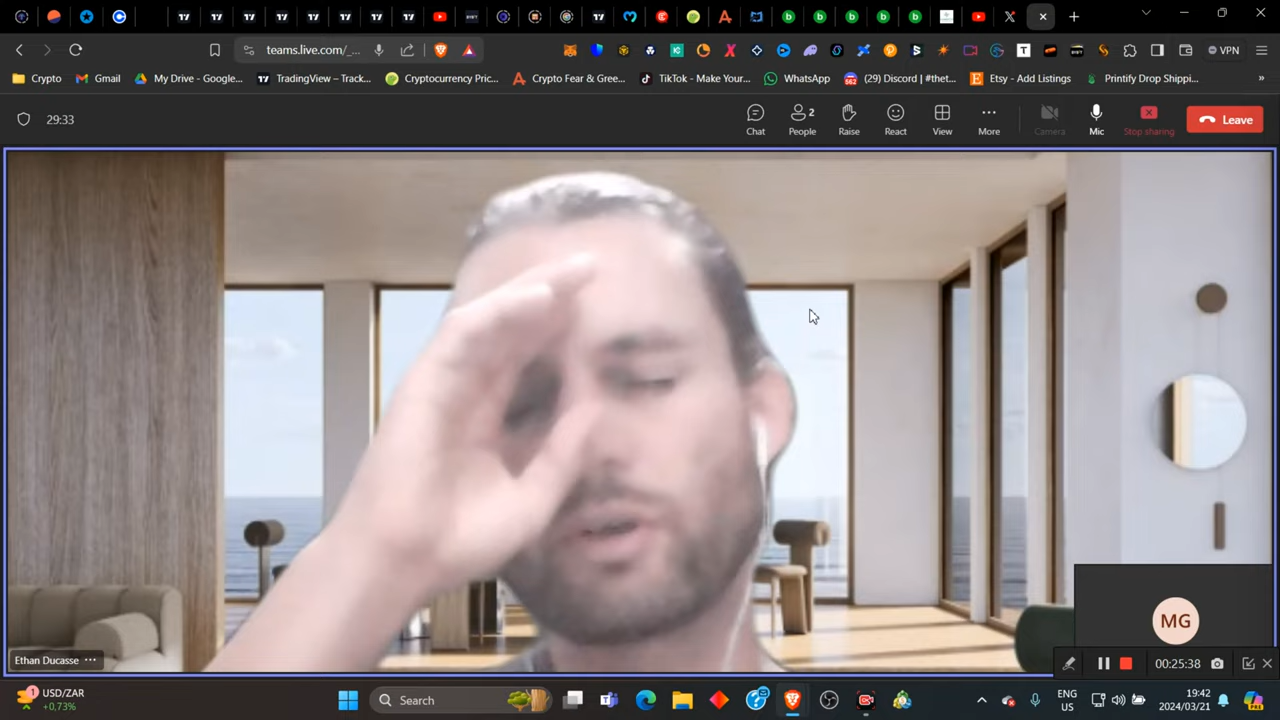 teams.live.com/_...
VPN
Crypto
Gmail
My Drive - Google...
TradingView – Track...
Cryptocurrency Pric...
Crypto Fear & Gree...
TikTok - Make Your...
WhatsApp
(29) Discord | #thet...
Etsy - Add Listings
Printify Drop Shippi...
29:33
Chat
People
2
Raise
React
View
More
Camera
Mic
Stop sharing
Leave
MG
Ethan Ducasse
00:25:38
USD/ZAR
+0,73%
Search
ENG
US
19:42
2024/03/21